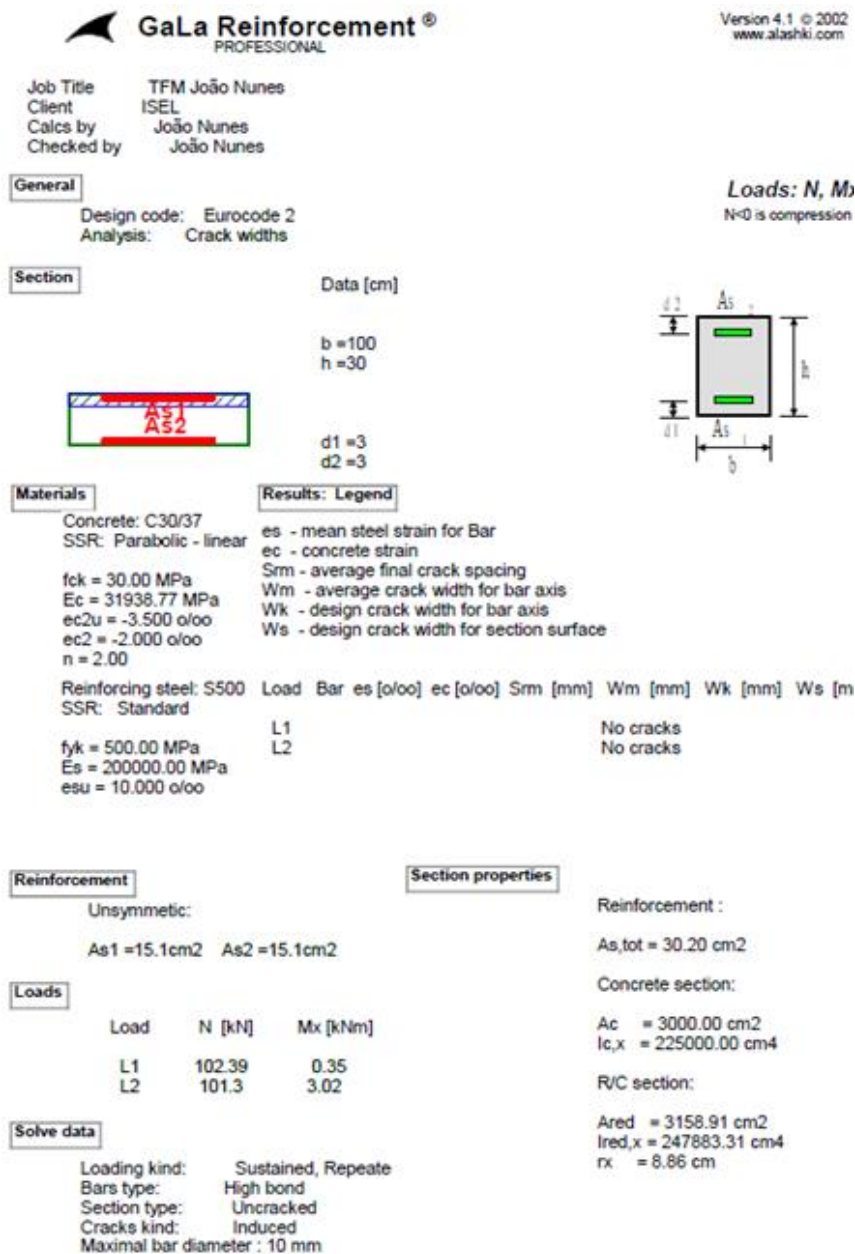 GaLa Reinforcement ®
PROFESSIONAL
Version 4.1 © 2002
www.alashki.com
Job Title TFM João Nunes
Client ISEL
Calcs by João Nunes
Checked by João Nunes
General
Loads: N, Mx
N<0 is compression
Design code: Eurocode 2
Analysis: Crack widths
Section
Data [cm]
b =100
h =30
d1 =3
d2 =3
As1
As2
d 2 As 2
d1 As 1
b
Materials
Concrete: C30/37
SSR: Parabolic - linear
fck = 30.00 MPa
Ec = 31938.77 MPa
ec2u = -3.500 o/oo
ec2 = -2.000 o/oo
n = 2.00
Reinforcing steel: S500
SSR: Standard
fyk = 500.00 MPa
Es = 200000.00 MPa
esu = 10.000 o/oo
Results: Legend
es - mean steel strain for Bar
ec - concrete strain
Srm - average final crack spacing
Wm - average crack width for bar axis
Wk - design crack width for bar axis
Ws - design crack width for section surface
Load Bar es [o/oo] ec [o/oo] Srm [mm] Wm [mm] Wk [mm] Ws [m
L1 No cracks
L2 No cracks
Reinforcement
Unsymmetic:
As1 =15.1cm2 As2 =15.1cm2
Loads
Load N [kN] Mx [kNm]
L1 102.39 0.35
L2 101.3 3.02
Solve data
Loading kind: Sustained, Repeate
Bars type: High bond
Section type: Uncracked
Cracks kind: Induced
Maximal bar diameter : 10 mm
Section properties
Reinforcement :
As,tot = 30.20 cm2
Concrete section:
Ac = 3000.00 cm2
Ic,x = 225000.00 cm4
R/C section:
Ared = 3158.91 cm2
Ired,x = 247883.31 cm4
rx = 8.86 cm